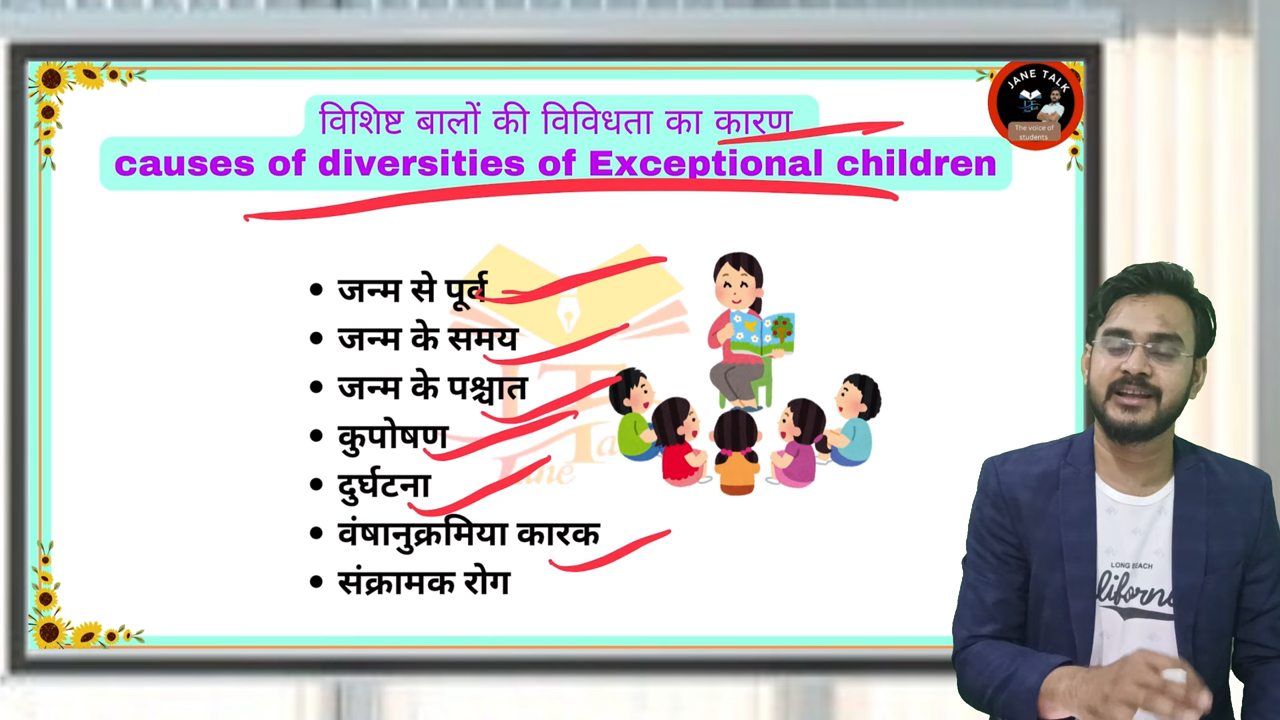 विशिष्ट बालों की विविधता का कारण
causes of diversities of Exceptional children
JANE TALK
The voice of
students
• जन्म से पूर्व
• जन्म के समय
• जन्म के पश्चात
• कुपोषण
• दुर्घटना
• वंषानुक्रमिया कारक
• संक्रामक रोग
LONG BEACH